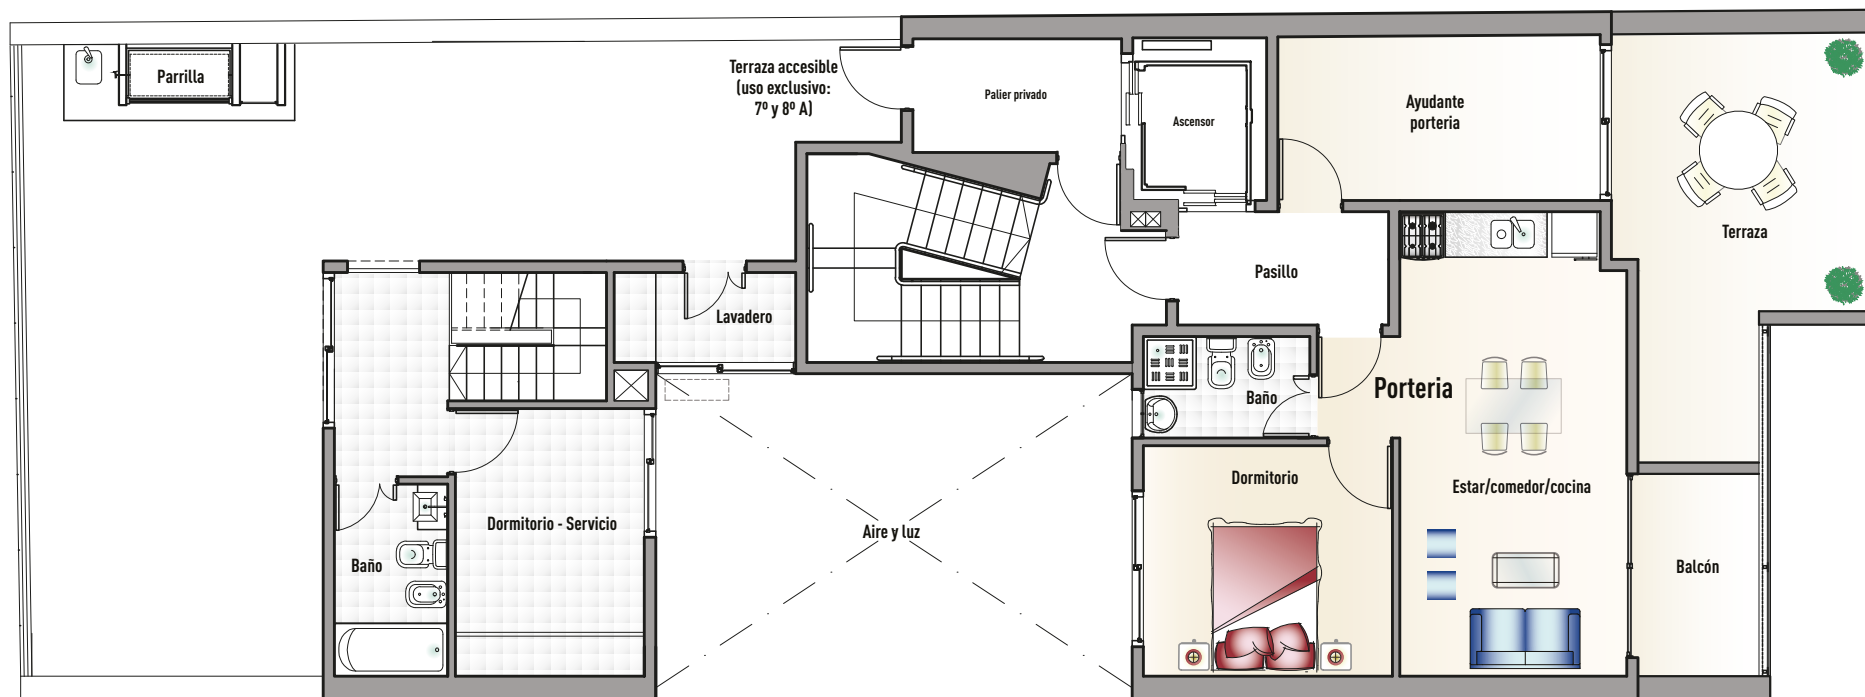 Parrilla
Terraza accesible
(uso exclusivo:
7º y 8º A)
Palier privado
Ascensor
Ayudante
porteria
Terraza
Pasillo
Lavadero
Baño
Porteria
Dormitorio
Estar/comedor/cocina
Dormitorio - Servicio
Aire y luz
Baño
Balcón